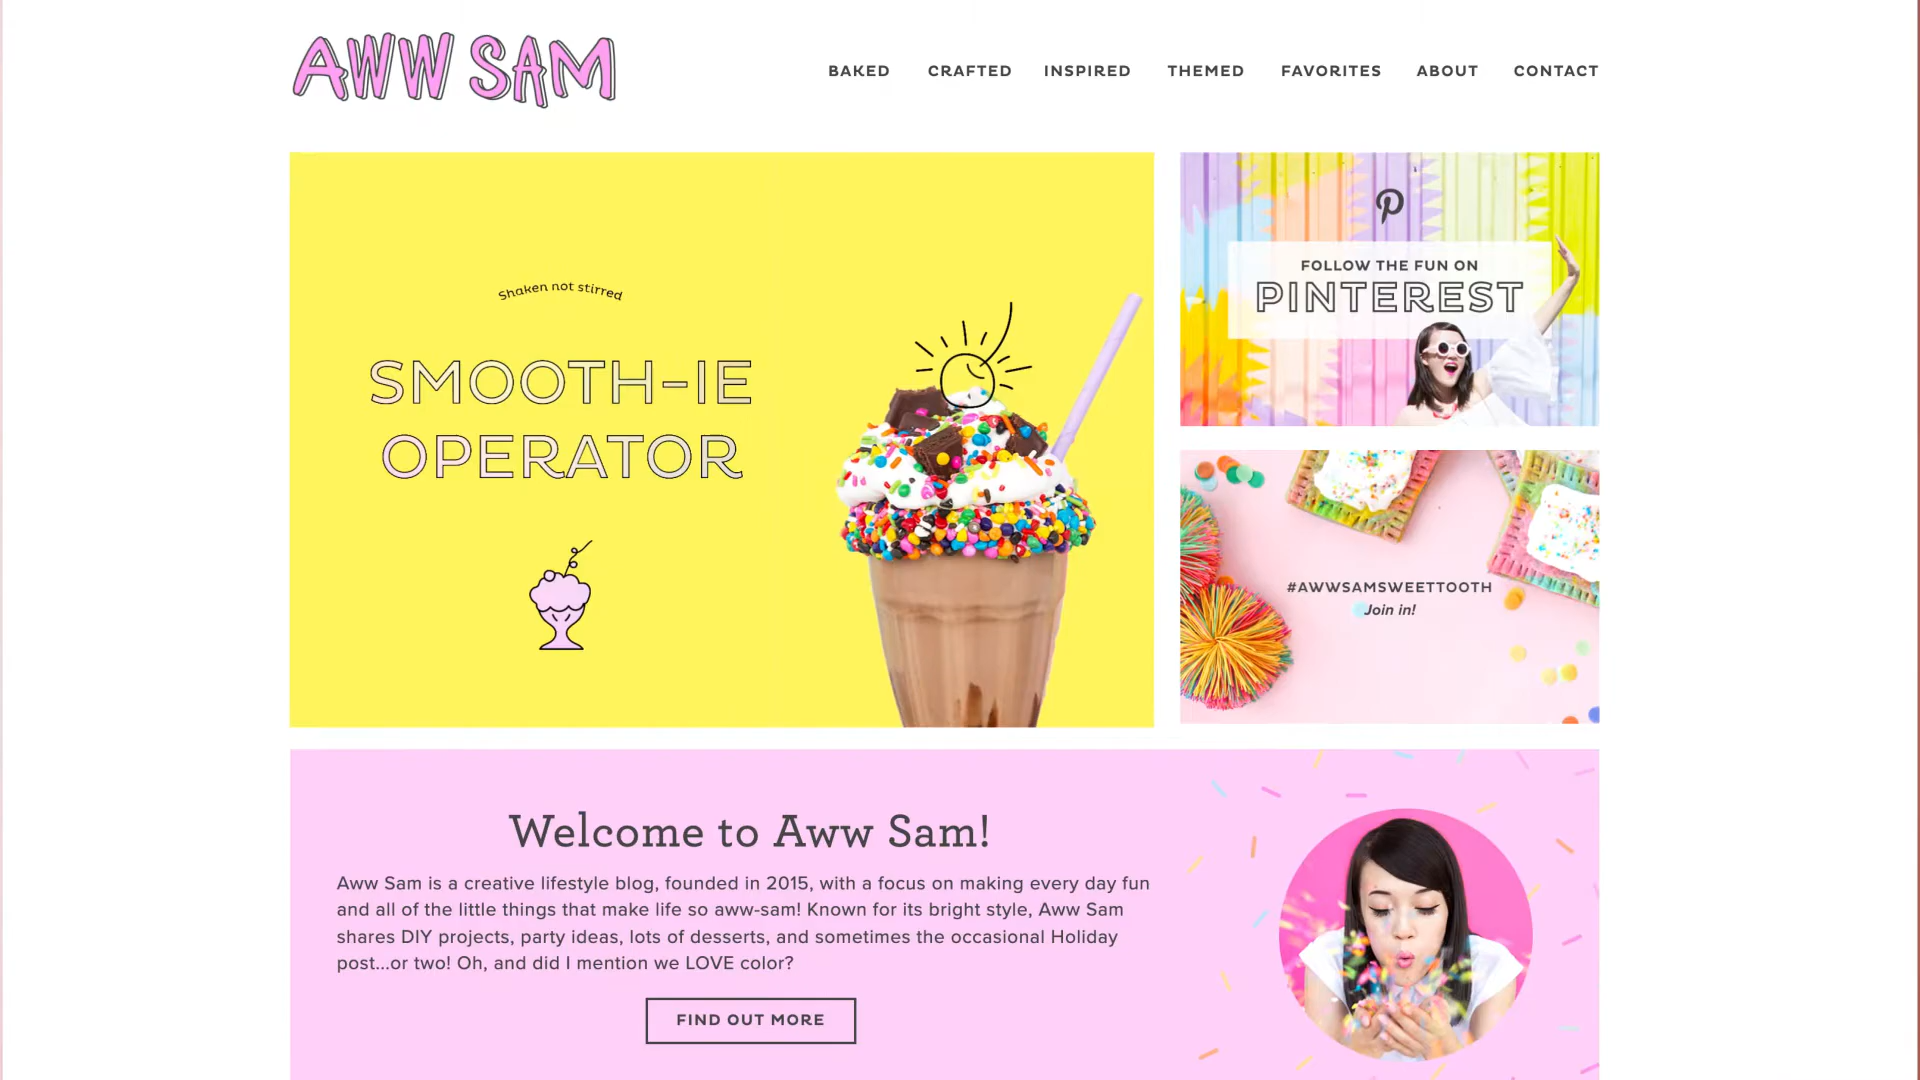 AWW SAM
BAKED CRAFTED INSPIRED THEMED FAVORITES ABOUT CONTACT
Shaken not stirred
SMOOTH-IE
OPERATOR
FOLLOW THE FUN ON
PINTEREST
#AWWSAMSWEETTOOTH
Join in!
Welcome to Aww Sam!
Aww Sam is a creative lifestyle blog, founded in 2015, with a focus on making every day fun
and all of the little things that make life so aww-sam! Known for its bright style, Aww Sam
shares DIY projects, party ideas, lots of desserts, and sometimes the occasional Holiday
post...or two! Oh, and did I mention we LOVE color?
FIND OUT MORE